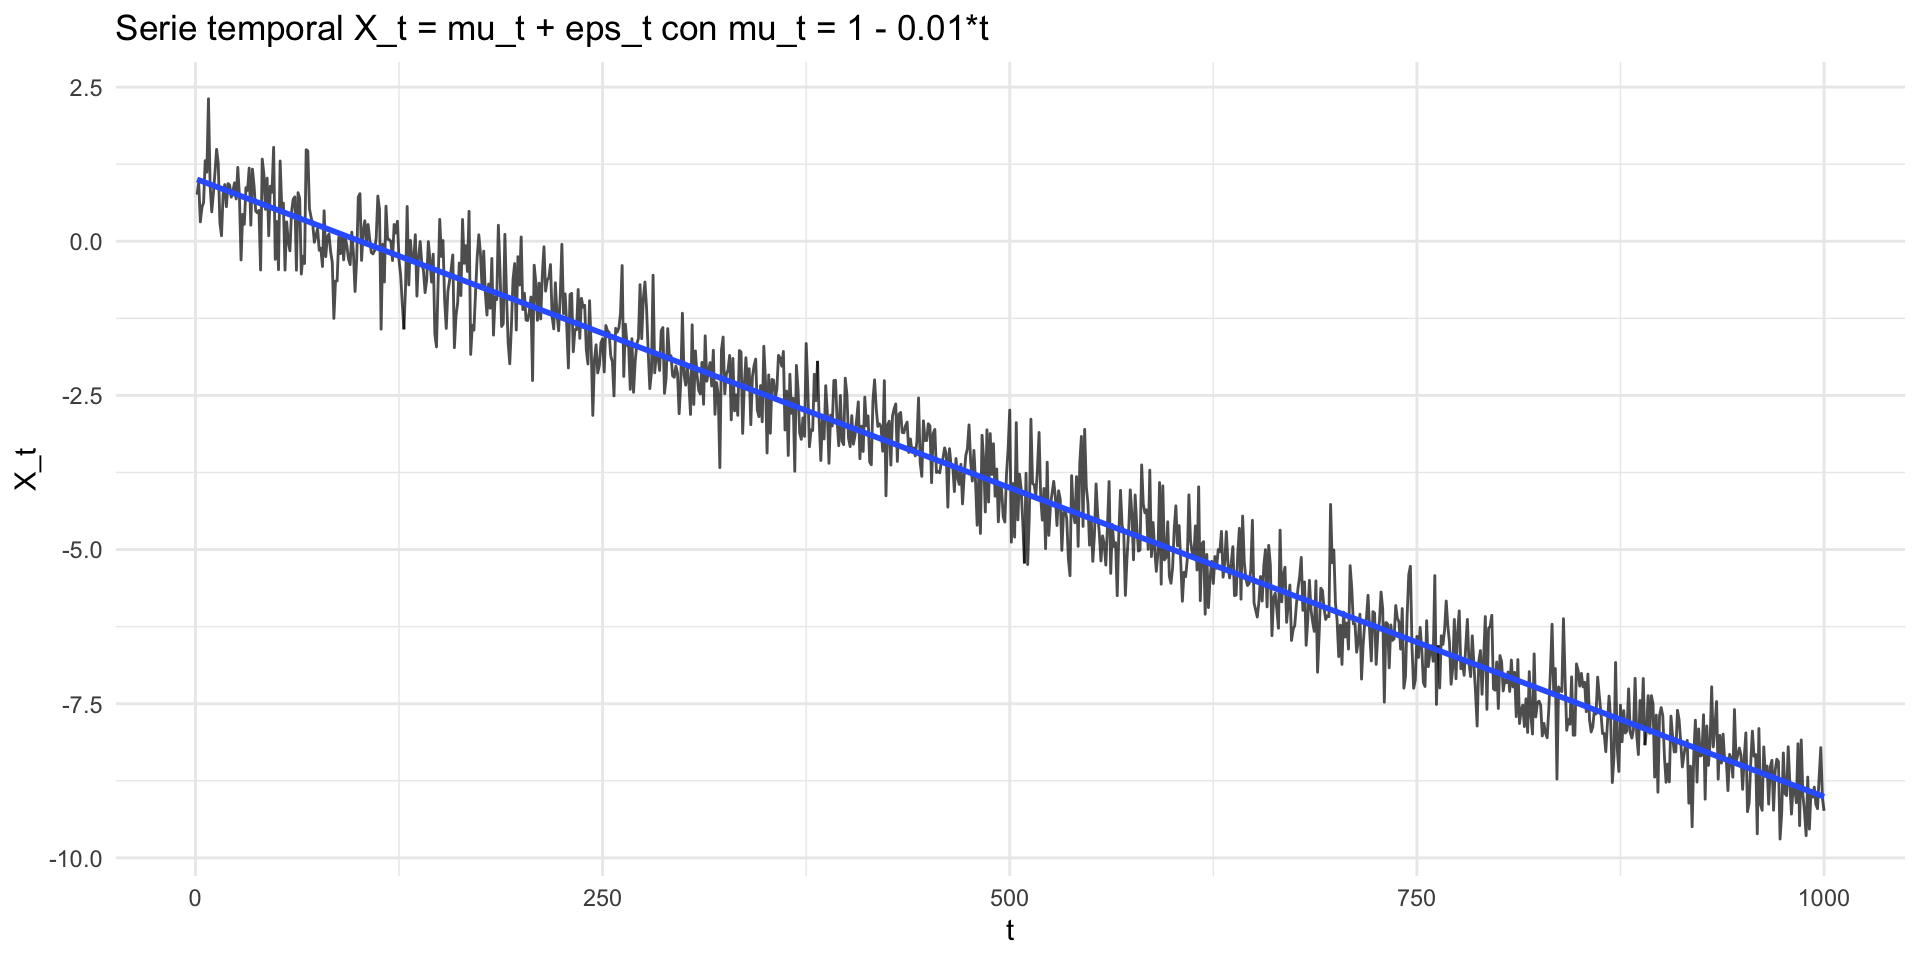 Serie temporal X_t = mu_t + eps_t con mu_t = 1 - 0.01*t
2.5
0.0
-2.5
-5.0
-7.5
-10.0
X_t
0 250 500 750 1000
t